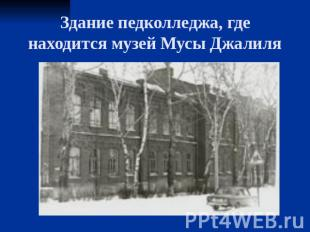 Здание педколледжа, где
находится музей Мусы Джалиля
PPt4WEB.ru